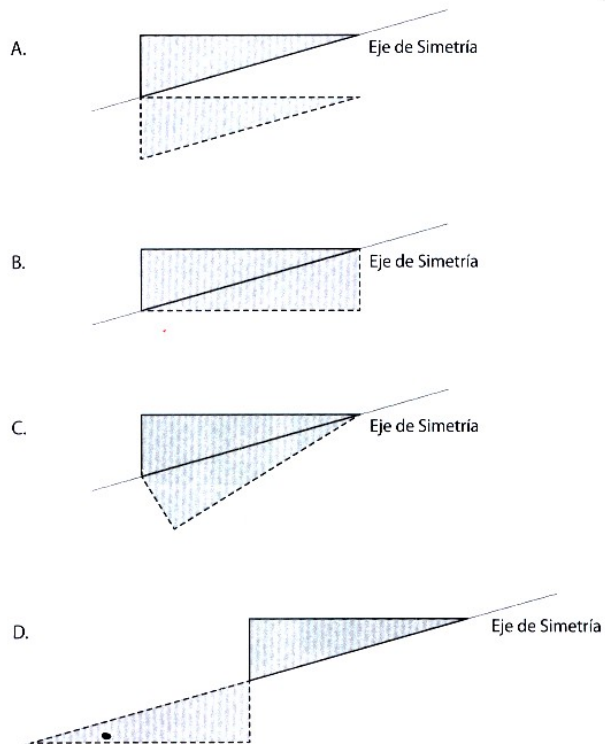 A.
Eje de Simetría
B.
Eje de Simetría
C.
Eje de Simetría
D.
Eje de Simetría